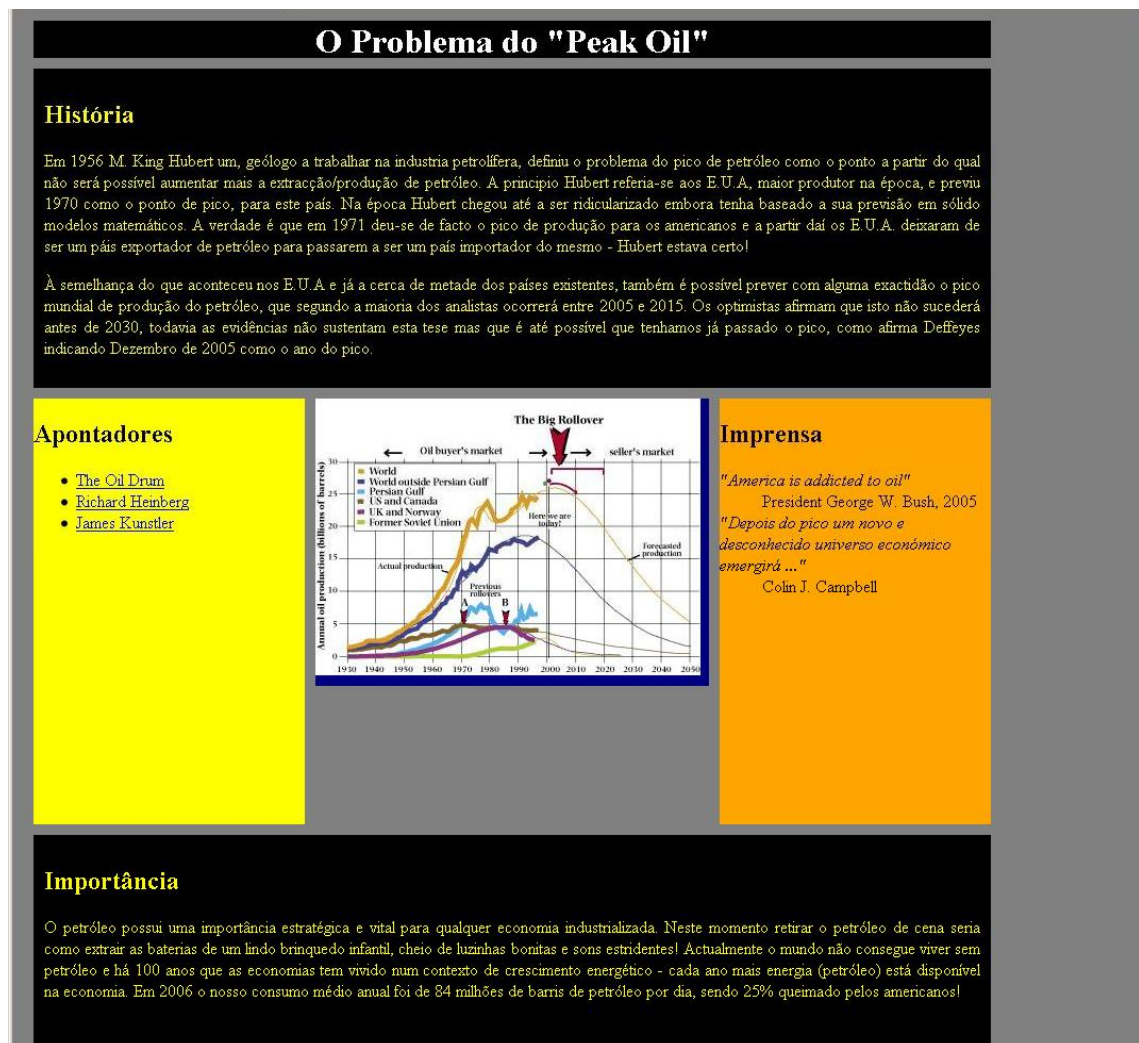 O Problema do "Peak Oil"
História
Em 1956 M. King Hubert um, geólogo a trabalhar na industria petrolífera, definiu o problema do pico de petróleo como o ponto a partir do qual
não será possível aumentar mais a extracção/produção de petróleo. A principio Hubert referia-se aos E.U.A, maior produtor na época, e previu
1970 como o ponto de pico, para este país. Na época Hubert chegou até a ser ridicularizado embora tenha baseado a sua previsão em sólido
modelos matemáticos. A verdade é que em 1971 deu-se de facto o pico de produção para os americanos e a partir daí os E.U.A. deixaram de
ser um páis exportador de petróleo para passarem a ser um país importador do mesmo - Hubert estava certo!
À semelhança do que aconteceu nos E.U.A e já a cerca de metade dos países existentes, também é possível prever com alguma exactidão o pico
mundial de produção do petróleo, que segundo a maioria dos analistas ocorrerá entre 2005 e 2015. Os optimistas afirmam que isto não sucederá
antes de 2030, todavia as evidências não sustentam esta tese mas que é até possível que tenhamos já passado o pico, como afirma Deffeyes
indicando Dezembro de 2005 como o ano do pico.
Apontadores
The Oil Drum
Richard Heinberg
James Kunstler
The Big Rollover
Oil buyer's market
seller's market
Annual oil production (billions of barrels)
30
25
20
15
10
5
0
World
World outside Persian Gulf
Persian Gulf
US and Canada
UK and Norway
Former Soviet Union
Here we are
today?
Forecasted
production
Actual production
Previous
rollovers
A B
1930 1940 1950 1960 1970 1980 1990 2000 2010 2020 2030 2040 2050
Imprensa
"America is addicted to oil"
President George W. Bush, 2005
"Depois do pico um novo e
desconhecido universo económico
emergirá ..."
Colin J. Campbell
Importância
O petróleo possui uma importância estratégica e vital para qualquer economia industrializada. Neste momento retirar o petróleo de cena seria
como extrair as baterias de um lindo brinquedo infantil, cheio de luzinhas bonitas e sons estridentes! Actualmente o mundo não consegue viver sem
petróleo e há 100 anos que as economias tem vivido num contexto de crescimento energético - cada ano mais energia (petróleo) está disponível
na economia. Em 2006 o nosso consumo médio anual foi de 84 milhões de barris de petróleo por dia, sendo 25% queimado pelos americanos!